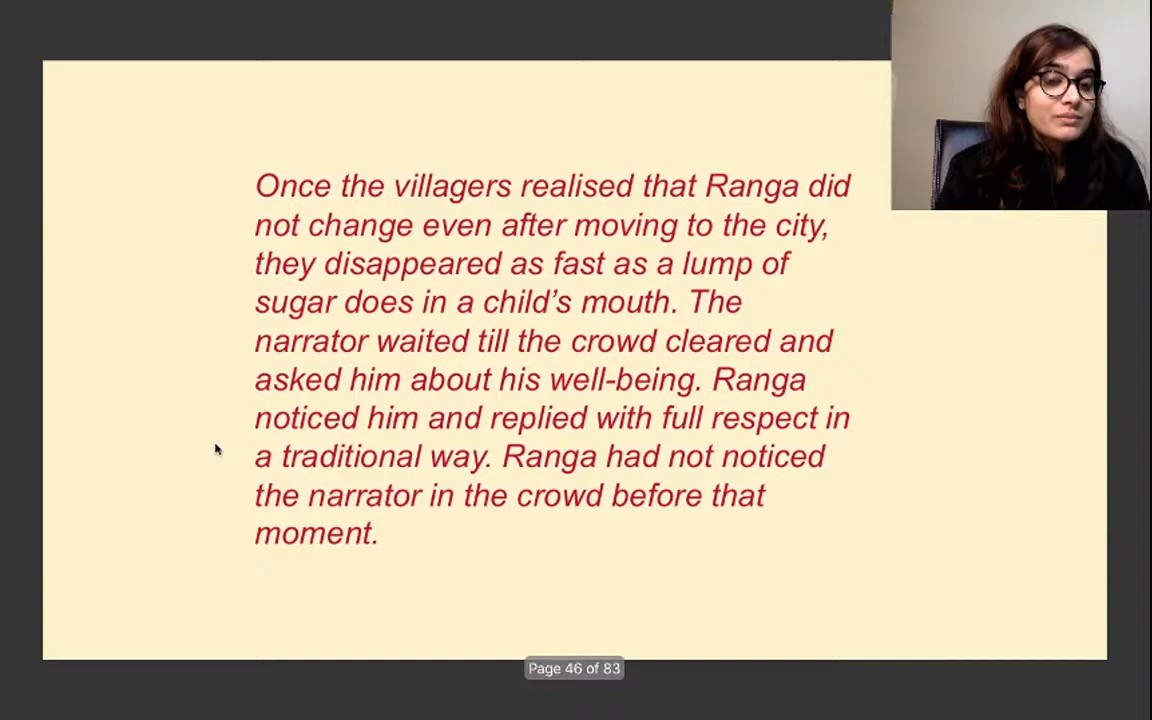 Once the villagers realised that Ranga did
not change even after moving to the city,
they disappeared as fast as a lump of
sugar does in a child's mouth. The
narrator waited till the crowd cleared and
asked him about his well-being. Ranga
noticed him and replied with full respect in
a traditional way. Ranga had not noticed
the narrator in the crowd before that
moment.
Page 46 of 83